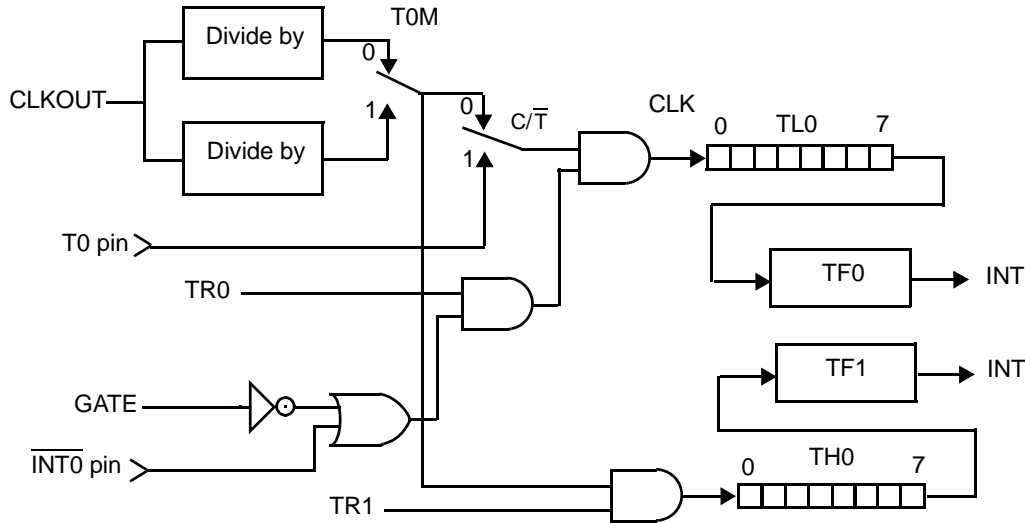 T0M
Divide by
0
CLKOUT
1
Divide by
0
C/T̅
1
CLK
0 TL0 7
T0 pin
TR0
TF0
INT
TF1
INT
GATE
I̅N̅T̅0̅ pin
0 TH0 7
TR1